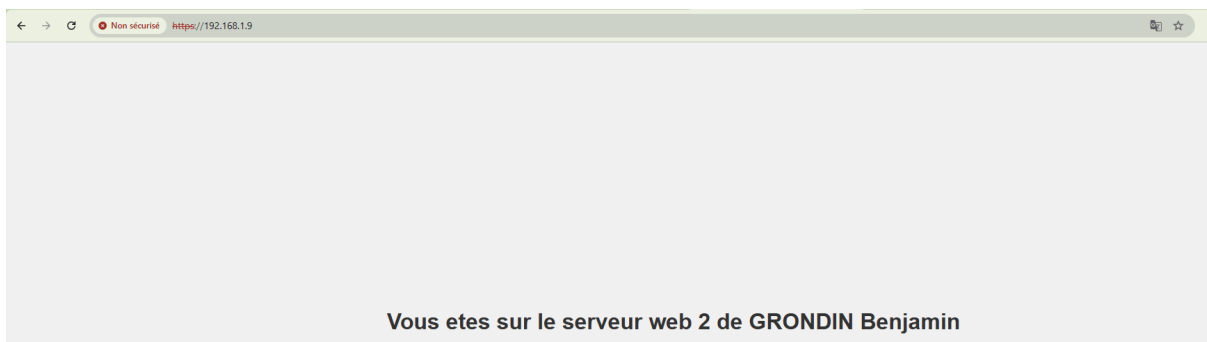 Non sécurisé https://192.168.1.9
Vous etes sur le serveur web 2 de GRONDIN Benjamin